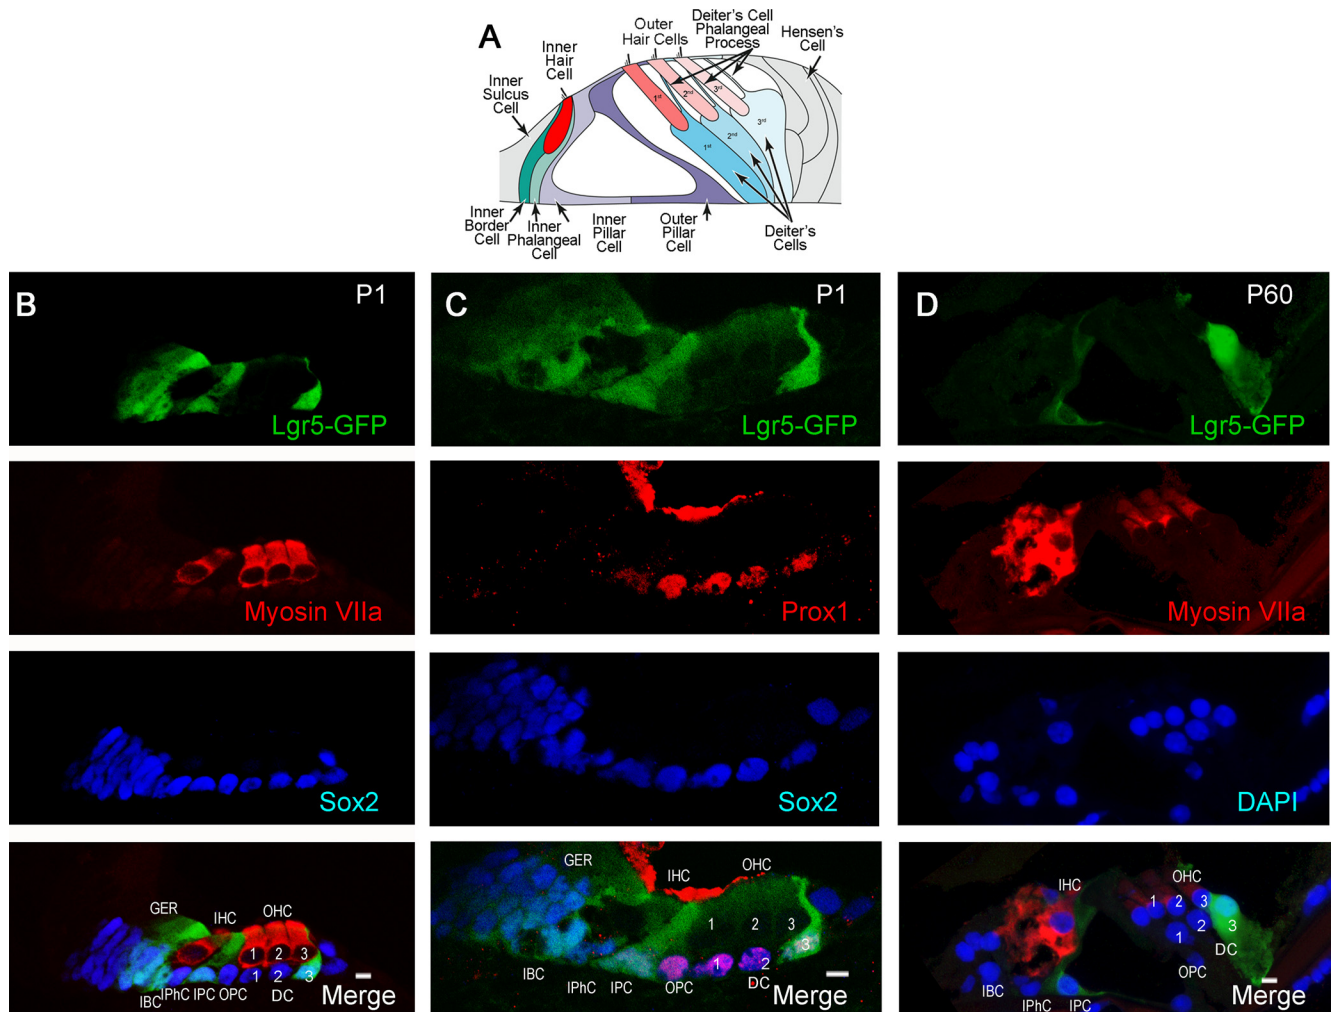 A
Outer
Hair Cells
Deiter's Cell
Phalangeal
Process
Hensen's
Cell
Inner
Hair
Cell
Inner
Sulcus
Cell
1st
2nd
3rd
1st
2nd
3rd
Inner
Border
Cell
Inner
Phalangeal
Cell
Inner
Pillar
Cell
Outer
Pillar
Cell
Deiter's
Cells
B
P1
Lgr5-GFP
Myosin VIIa
Sox2
GER
IHC
OHC
1 2 3
1 2 3
IBC
IPhC IPC OPC DC
Merge
C
P1
Lgr5-GFP
Prox1
Sox2
GER
IHC
OHC
1 2 3
1 2 3
IBC IPhC IPC OPC DC
Merge
D
P60
Lgr5-GFP
Myosin VIIa
DAPI
IHC
OHC
1 2 3
1 2 3
DC
OPC
IBC IPhC IPC
Merge